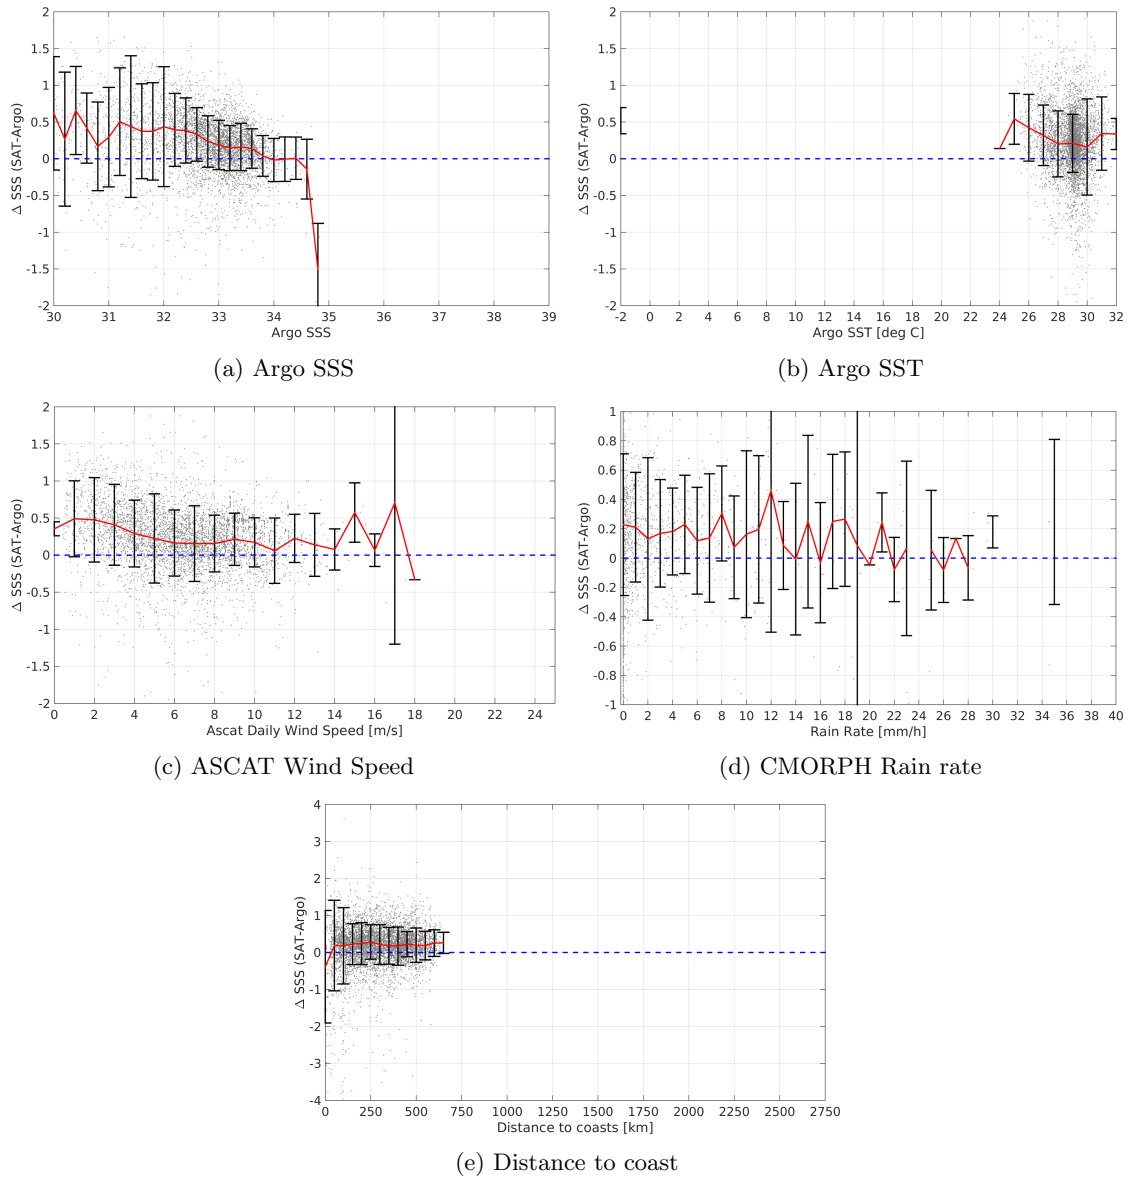 2
1.5
1
0.5
0
-0.5
-1
-1.5
-2
Δ SSS (SAT-Argo)
30 31 32 33 34 35 36 37 38 39
Argo SSS
(a) Argo SSS
2
1.5
1
0.5
0
-0.5
-1
-1.5
-2
Δ SSS (SAT-Argo)
-2 0 2 4 6 8 10 12 14 16 18 20 22 24 26 28 30 32
Argo SST [deg C]
(b) Argo SST
2
1.5
1
0.5
0
-0.5
-1
-1.5
-2
Δ SSS (SAT-Argo)
0 2 4 6 8 10 12 14 16 18 20 22 24
Ascat Daily Wind Speed [m/s]
(c) ASCAT Wind Speed
1
0.8
0.6
0.4
0.2
0
-0.2
-0.4
-0.6
-0.8
-1
Δ SSS (SAT-Argo)
0 2 4 6 8 10 12 14 16 18 20 22 24 26 28 30 32 34 36 38 40
Rain Rate [mm/h]
(d) CMORPH Rain rate
4
3
2
1
0
-1
-2
-3
-4
Δ SSS (SAT-Argo)
0 250 500 750 1000 1250 1500 1750 2000 2250 2500 2750
Distance to coasts [km]
(e) Distance to coast